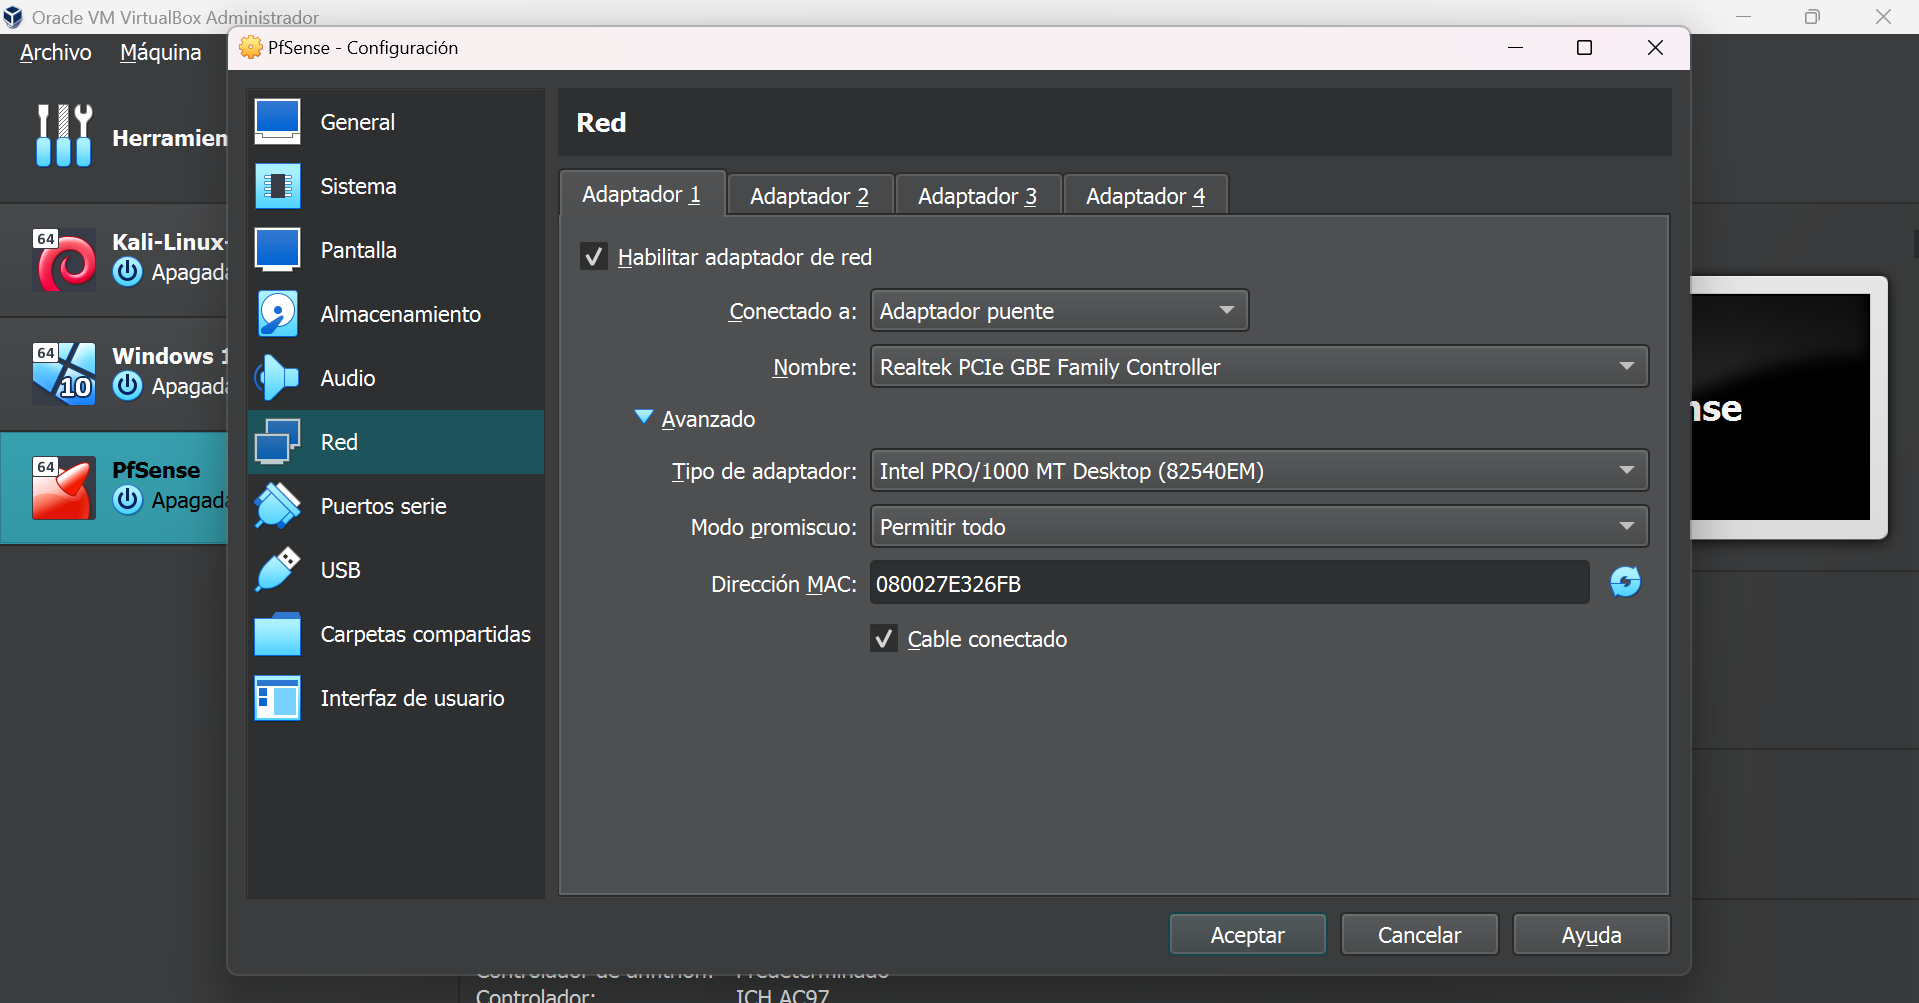 Oracle VM VirtualBox Administrador
Archivo Máquina
PfSense - Configuración
Herramien
64
Kali-Linux-
Apagada
64
10
Windows 1
Apagada
64
PfSense
Apagada
General
Sistema
Pantalla
Almacenamiento
Audio
Red
Puertos serie
USB
Carpetas compartidas
Interfaz de usuario
Red
Adaptador 1 Adaptador 2 Adaptador 3 Adaptador 4
Habilitar adaptador de red
Conectado a: Adaptador puente
Nombre: Realtek PCIe GBE Family Controller
Avanzado
Tipo de adaptador: Intel PRO/1000 MT Desktop (82540EM)
Modo promiscuo: Permitir todo
Dirección MAC: 080027E326FB
Cable conectado
Aceptar Cancelar Ayuda
nse
Controlador de anfitrión: Predeterminado
Controlador: ICH AC97